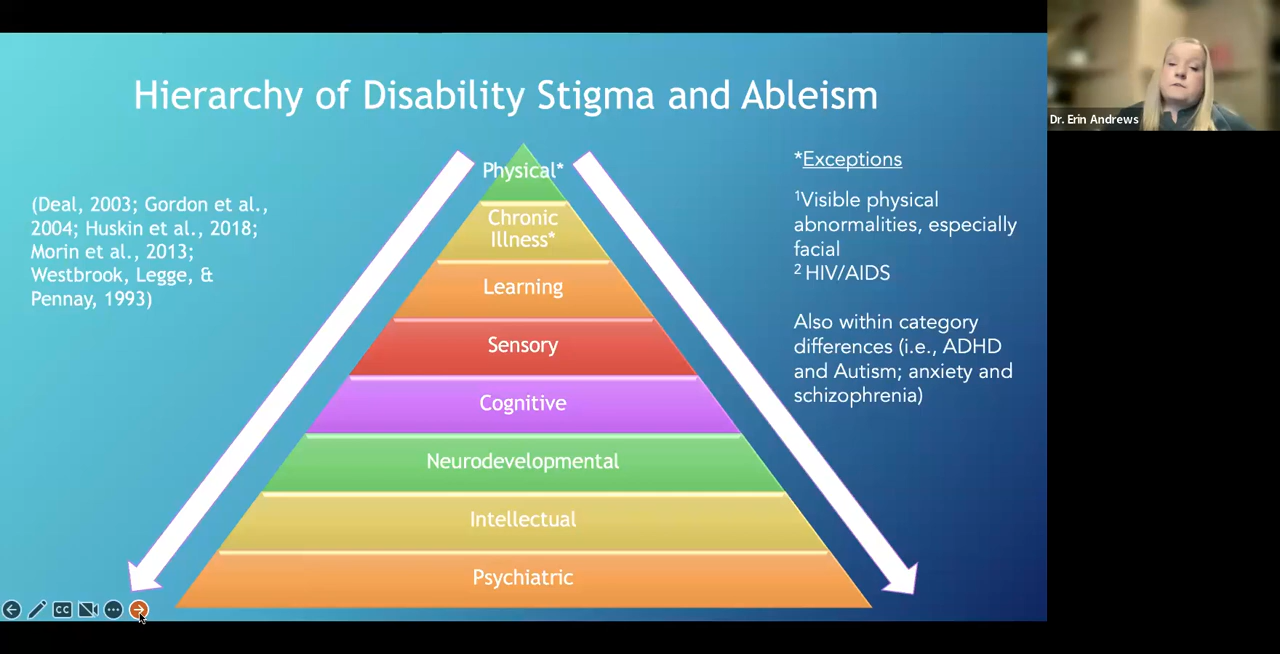 Hierarchy of Disability Stigma and Ableism
(Deal, 2003; Gordon et al.,
2004; Huskin et al., 2018;
Morin et al., 2013;
Westbrook, Legge, &
Pennay, 1993)
Physical*
Chronic
Illness*
Learning
Sensory
Cognitive
Neurodevelopmental
Intellectual
Psychiatric
*Exceptions
¹Visible physical
abnormalities, especially
facial
² HIV/AIDS
Also within category
differences (i.e., ADHD
and Autism; anxiety and
schizophrenia)
Dr. Erin Andrews
CC